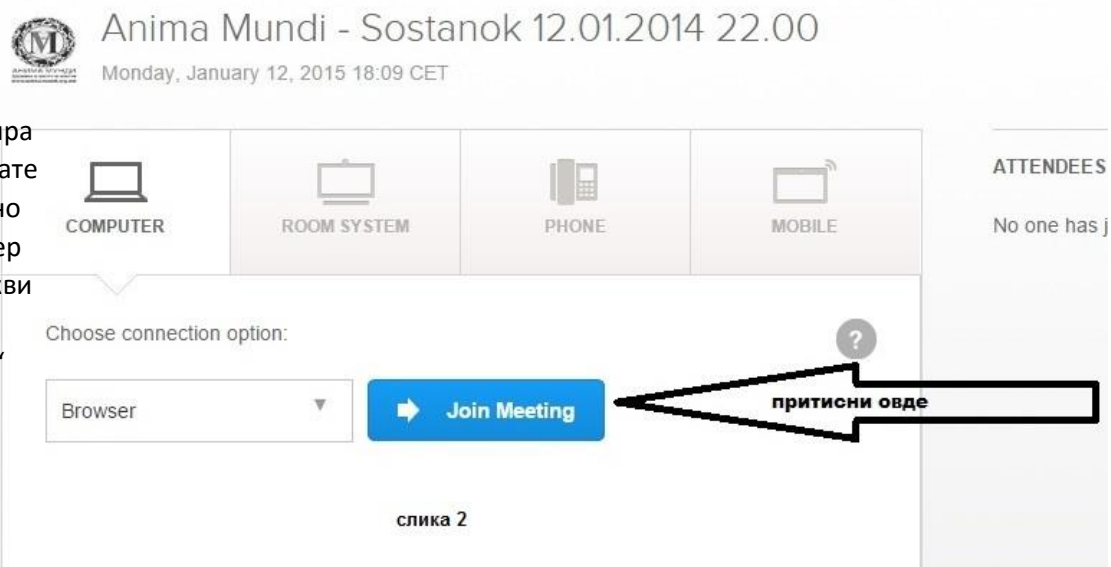 Anima Mundi - Sostanok 12.01.2014 22.00
Monday, January 12, 2015 18:09 CET
COMPUTER
ROOM SYSTEM
PHONE
MOBILE
ATTENDEES
No one has
Choose connection option:
?
Browser
Join Meeting
притисни овде
слика 2